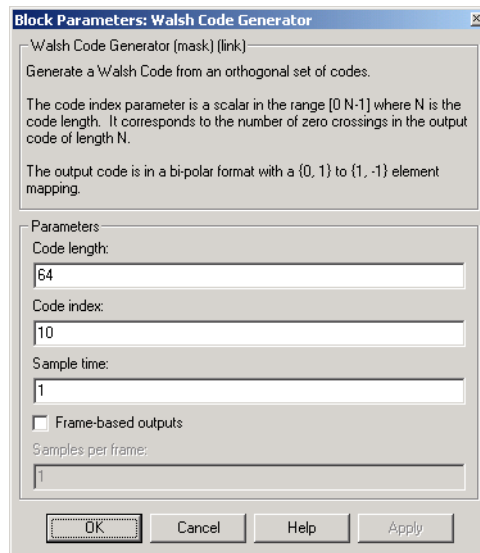 Block Parameters: Walsh Code Generator
Walsh Code Generator (mask) (link)
Generate a Walsh Code from an orthogonal set of codes.
The code index parameter is a scalar in the range [0 N-1] where N is the
code length. It corresponds to the number of zero crossings in the output
code of length N.
The output code is in a bi-polar format with a {0, 1} to {1, -1} element
mapping.
Parameters
Code length:
64
Code index:
10
Sample time:
1
Frame-based outputs
Samples per frame:
1
OK Cancel Help Apply